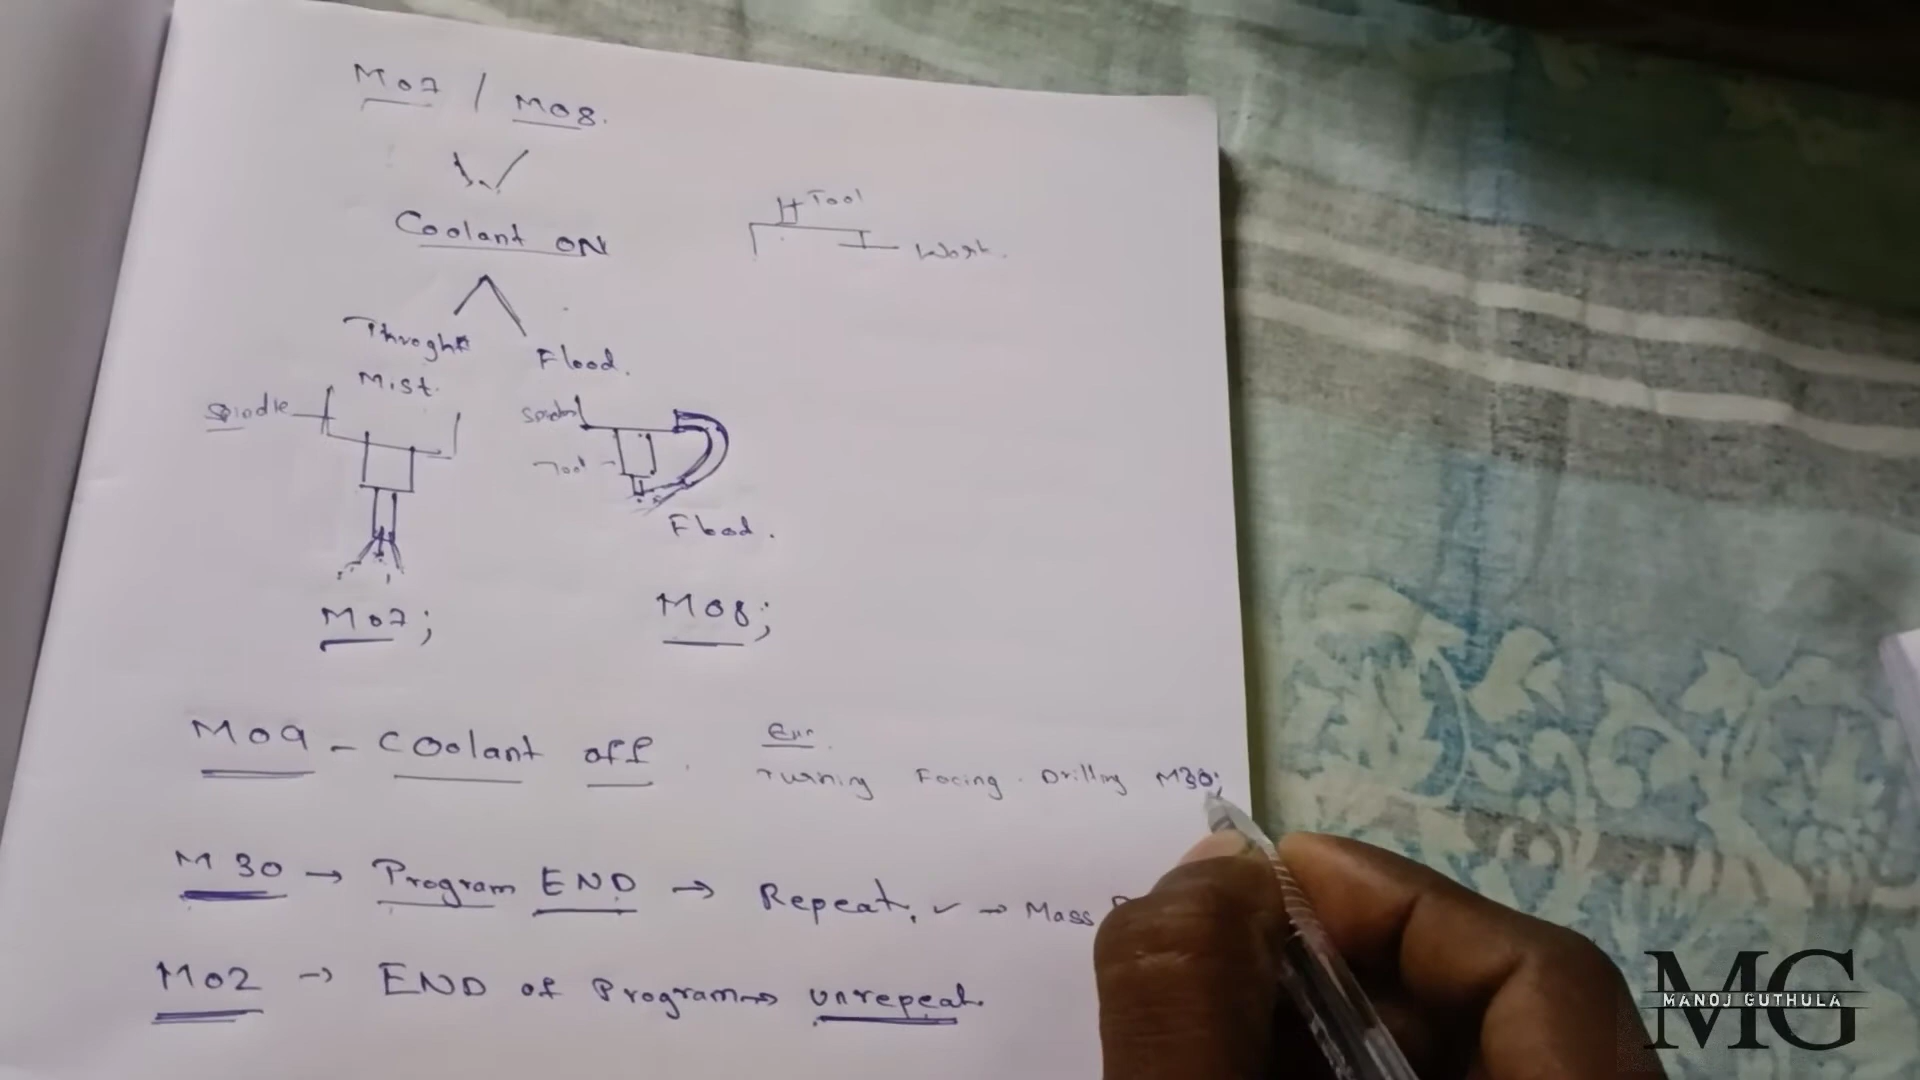 M07 / M08.
Coolant ON
Tool
Work.
Throgh
Mist.
Flood.
Spindle
Tool
Flood.
M07;
M08;
M09 - Coolant off.
Turning Facing. Drilling M30;
M30 → Program END → Repeat. ✓ → Mass
M02 → END of Program → unrepeat.
MG
MANOJ GUTHULA